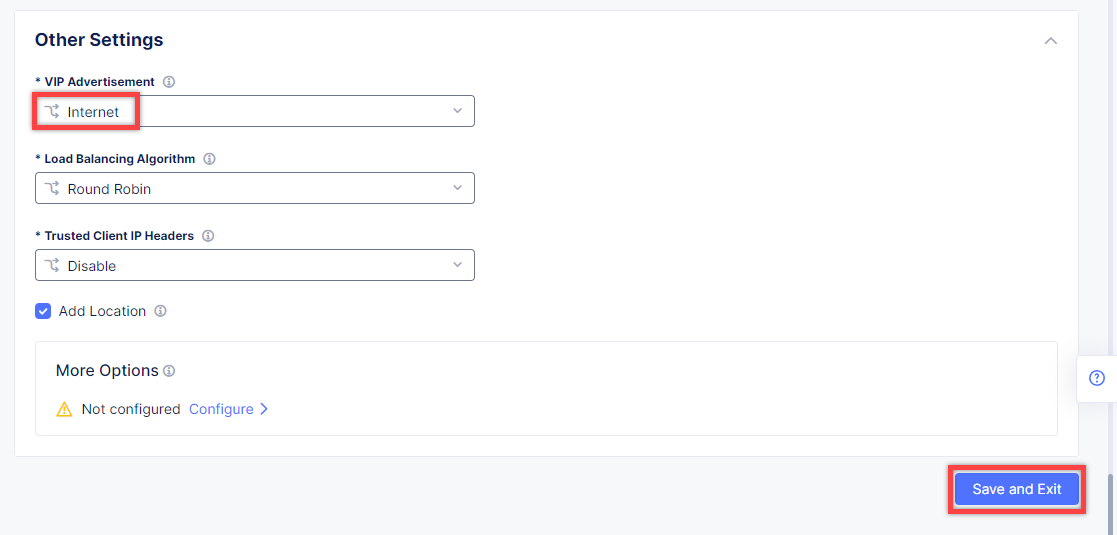 Other Settings
* VIP Advertisement
Internet
* Load Balancing Algorithm
Round Robin
* Trusted Client IP Headers
Disable
Add Location
More Options
Not configured Configure
Save and Exit